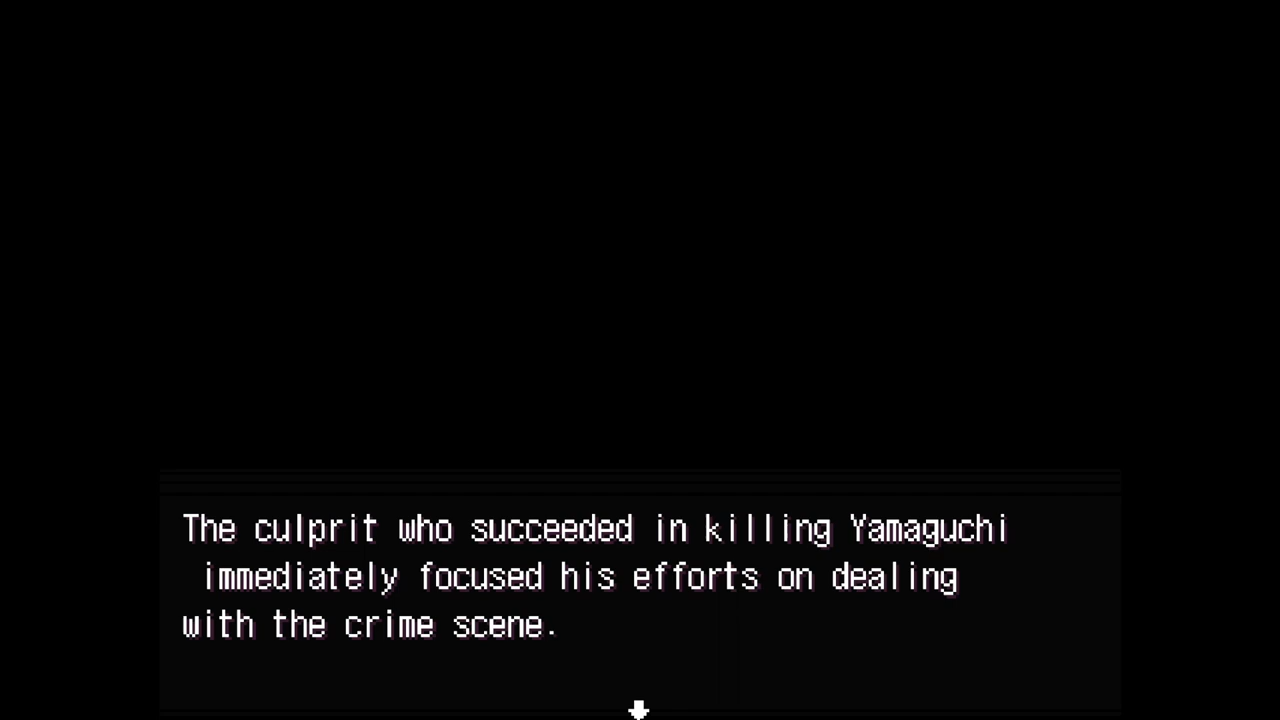 The culprit who succeeded in killing Yamaguchi
immediately focused his efforts on dealing
with the crime scene.